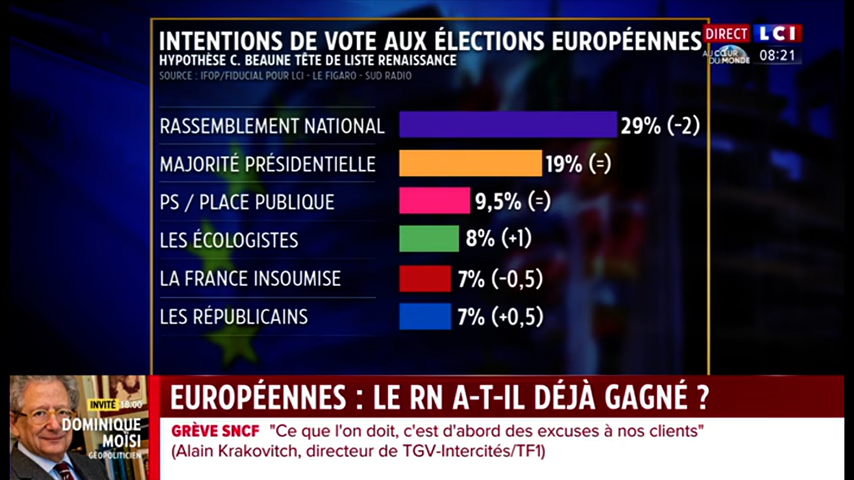 INTENTIONS DE VOTE AUX ÉLECTIONS EUROPÉENNES
HYPOTHÈSE C. BEAUNE TÊTE DE LISTE RENAISSANCE
SOURCE : IFOP/FIDUCIAL POUR LCI - LE FIGARO - SUD RADIO
DIRECT LCI
AU CŒUR DU MONDE
08:21
RASSEMBLEMENT NATIONAL 29% (-2)
MAJORITÉ PRÉSIDENTIELLE 19% (=)
PS / PLACE PUBLIQUE 9,5% (=)
LES ÉCOLOGISTES 8% (+1)
LA FRANCE INSOUMISE 7% (-0,5)
LES RÉPUBLICAINS 7% (+0,5)
INVITÉ 18.00
DOMINIQUE
MOÏSI
GÉOPOLITICIEN
EUROPÉENNES : LE RN A-T-IL DÉJÀ GAGNÉ ?
GRÈVE SNCF "Ce que l'on doit, c'est d'abord des excuses à nos clients"
(Alain Krakovitch, directeur de TGV-Intercités/TF1)